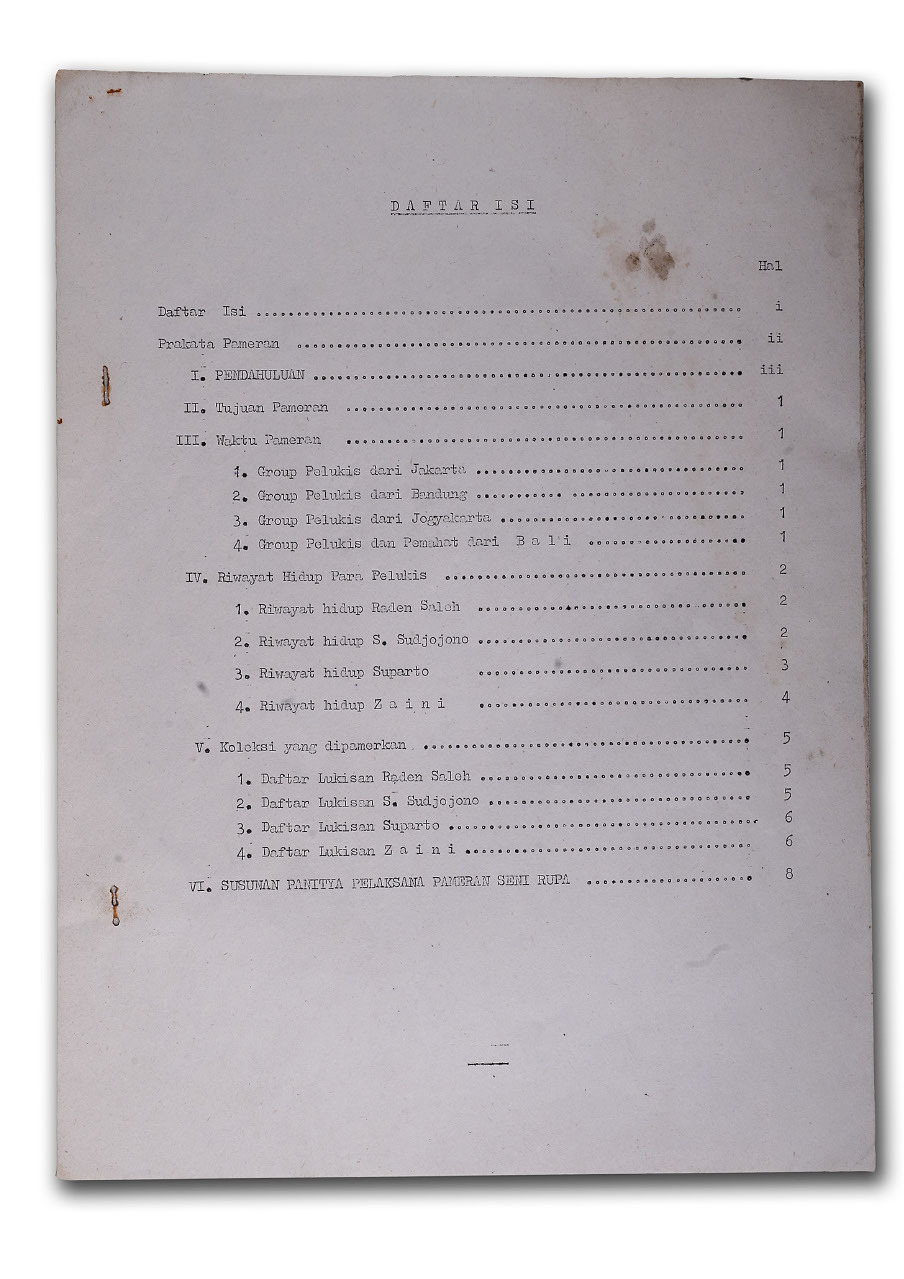 D A F T A R  I S I
Hal
Daftar Isi .............................................................. i
Prakata Pameran ......................................................... ii
I. PENDAHULUAN ....................................................... iii
II. Tujuan Pameran ................................................... 1
III. Waktu Pameran ................................................... 1
1. Group Pelukis dari Jakarta ................................... 1
2. Group Pelukis dari Bandung ................................... 1
3. Group Pelukis dari Jogyakarta ................................ 1
4. Group Pelukis dan Pemahat dari B a l i .................... 1
IV. Riwayat Hidup Para Pelukis ....................................... 2
1. Riwayat hidup Raden Saleh ................................... 2
2. Riwayat hidup S. Sudjojono ................................... 2
3. Riwayat hidup Suparto ................................... 3
4. Riwayat hidup Z a i n i ................................... 4
V. Koleksi yang dipamerkan .......................................... 5
1. Daftar Lukisan Raden Saleh ................................... 5
2. Daftar Lukisan S. Sudjojono .................................. 5
3. Daftar Lukisan Suparto ....................................... 6
4. Daftar Lukisan Z a i n i ..................................... 6
VI. SUSUNAN PANITYA PELAKSANA PAMERAN SENI RUPA ..................... 8